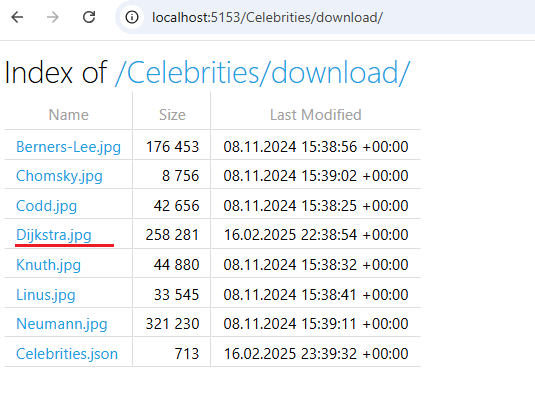 localhost:5153/Celebrities/download/
Index of /Celebrities/download/
Name Size Last Modified
Berners-Lee.jpg 176 453 08.11.2024 15:38:56 +00:00
Chomsky.jpg 8 756 08.11.2024 15:39:02 +00:00
Codd.jpg 42 656 08.11.2024 15:38:25 +00:00
Dijkstra.jpg 258 281 16.02.2025 22:38:54 +00:00
Knuth.jpg 44 880 08.11.2024 15:38:32 +00:00
Linus.jpg 33 545 08.11.2024 15:38:41 +00:00
Neumann.jpg 321 230 08.11.2024 15:39:11 +00:00
Celebrities.json 713 16.02.2025 23:39:32 +00:00